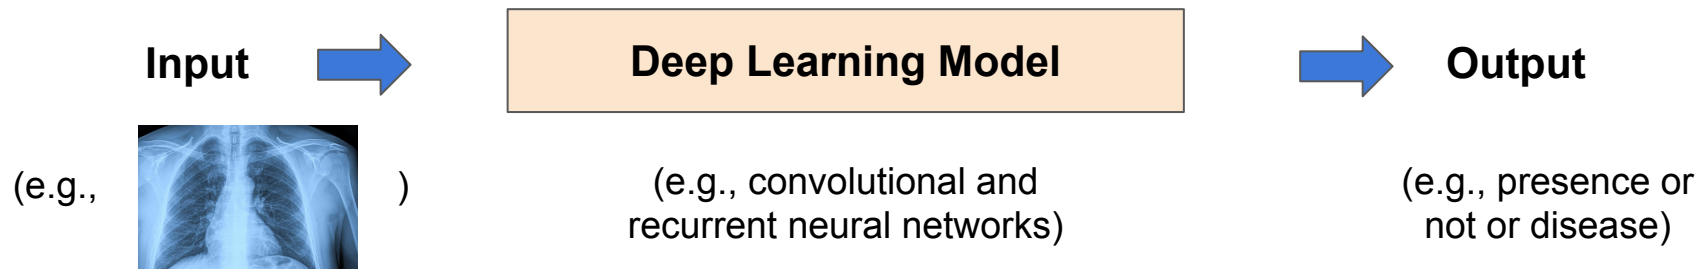 Input
Deep Learning Model
Output
(e.g.,
)
(e.g., convolutional and
recurrent neural networks)
(e.g., presence or
not or disease)